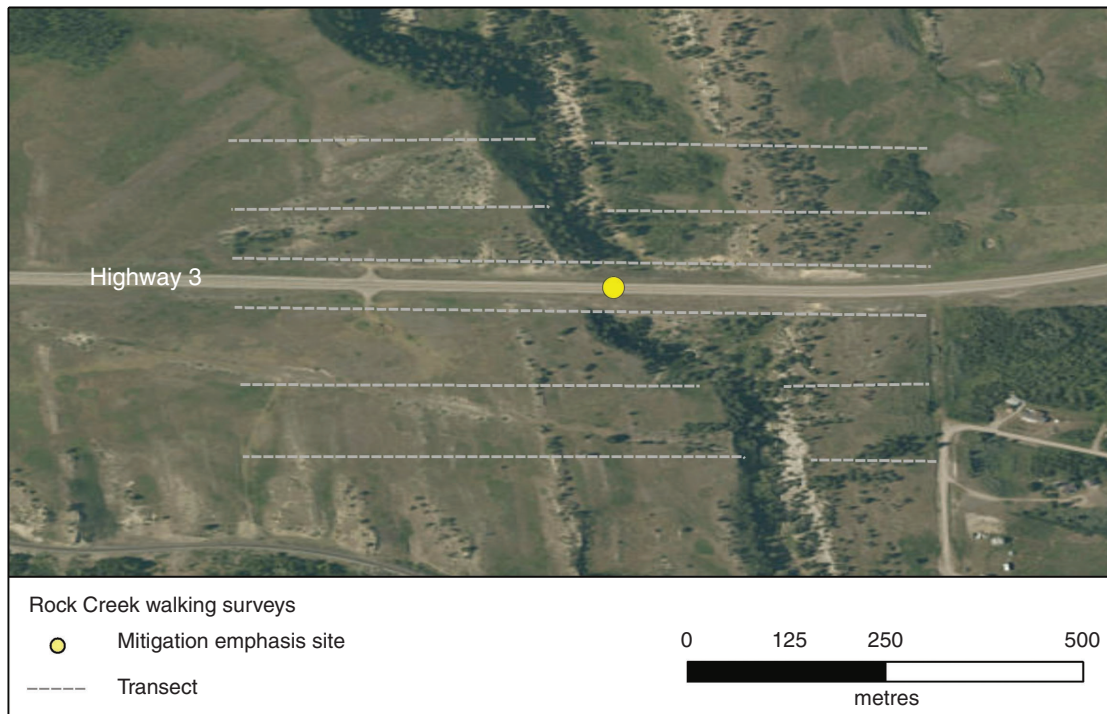 Highway 3
Rock Creek walking surveys
Mitigation emphasis site
Transect
0 125 250 500
metres